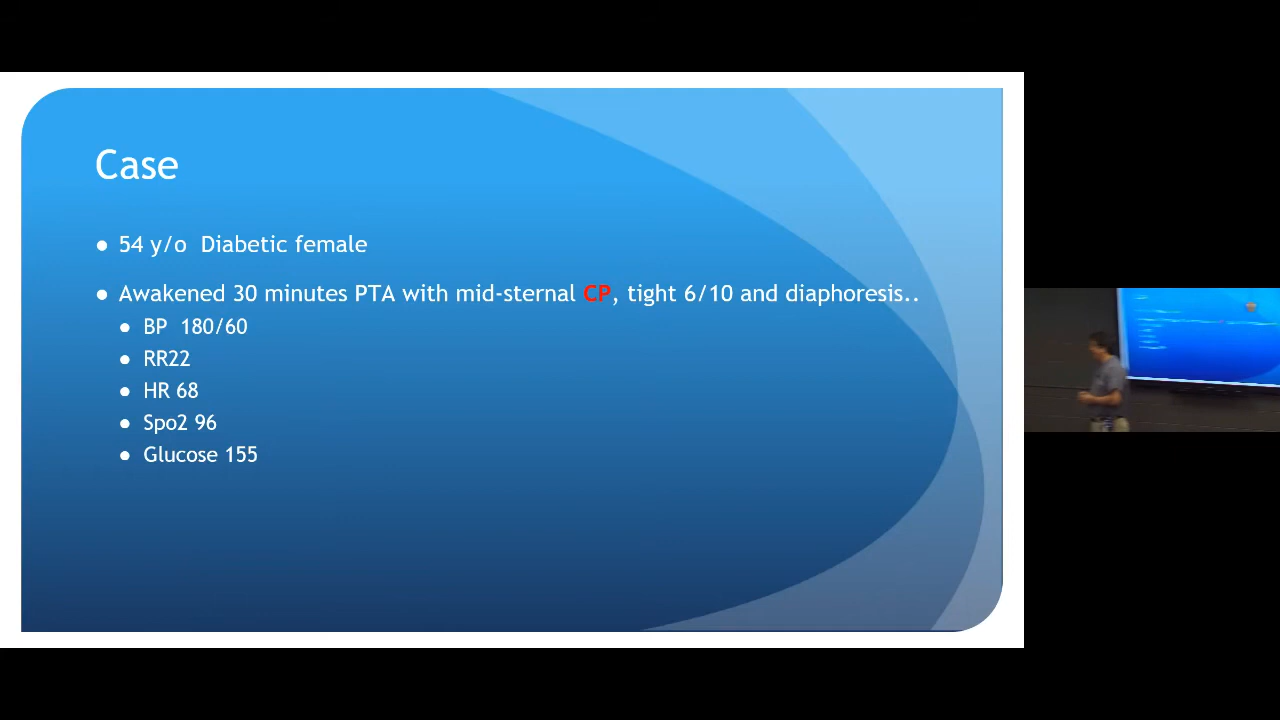 Case
54 y/o Diabetic female
Awakened 30 minutes PTA with mid-sternal CP, tight 6/10 and diaphoresis..
BP 180/60
RR22
HR 68
Spo2 96
Glucose 155